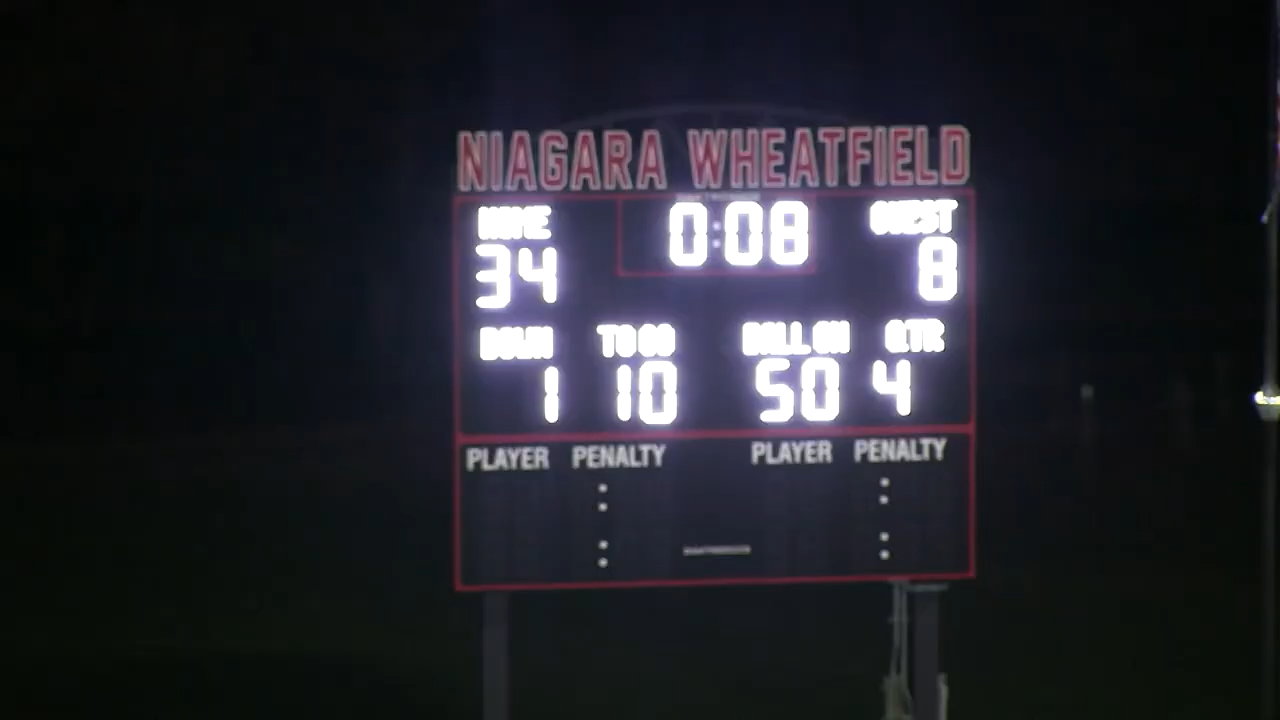 NIAGARA WHEATFIELD
HOME 0:08 GUEST
34 8
DOWN TO GO BALL ON QTR
1 10 50 4
PLAYER PENALTY PLAYER PENALTY